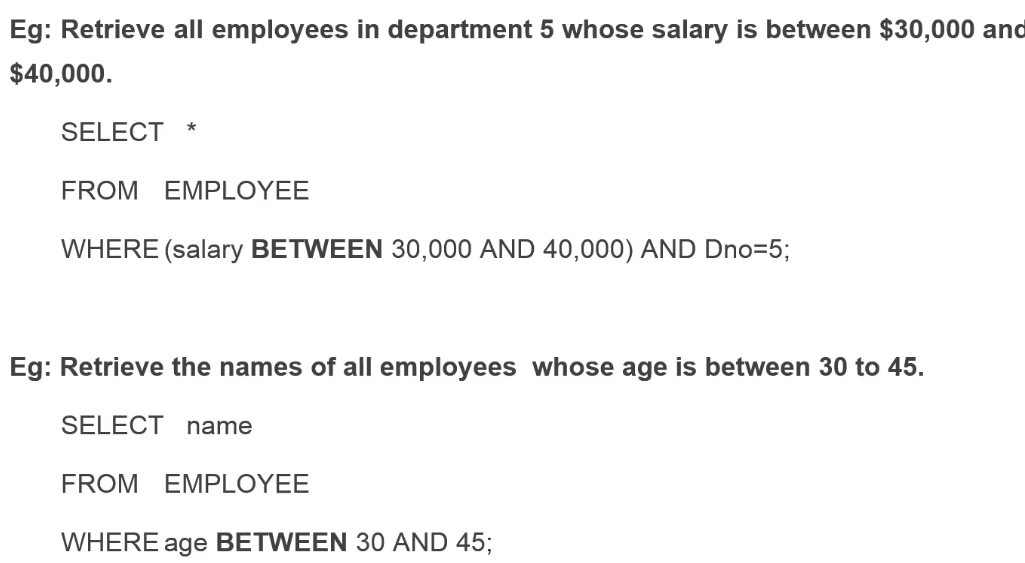 Eg: Retrieve all employees in department 5 whose salary is between $30,000 and
$40,000.
SELECT *
FROM EMPLOYEE
WHERE (salary BETWEEN 30,000 AND 40,000) AND Dno=5;
Eg: Retrieve the names of all employees whose age is between 30 to 45.
SELECT name
FROM EMPLOYEE
WHERE age BETWEEN 30 AND 45;